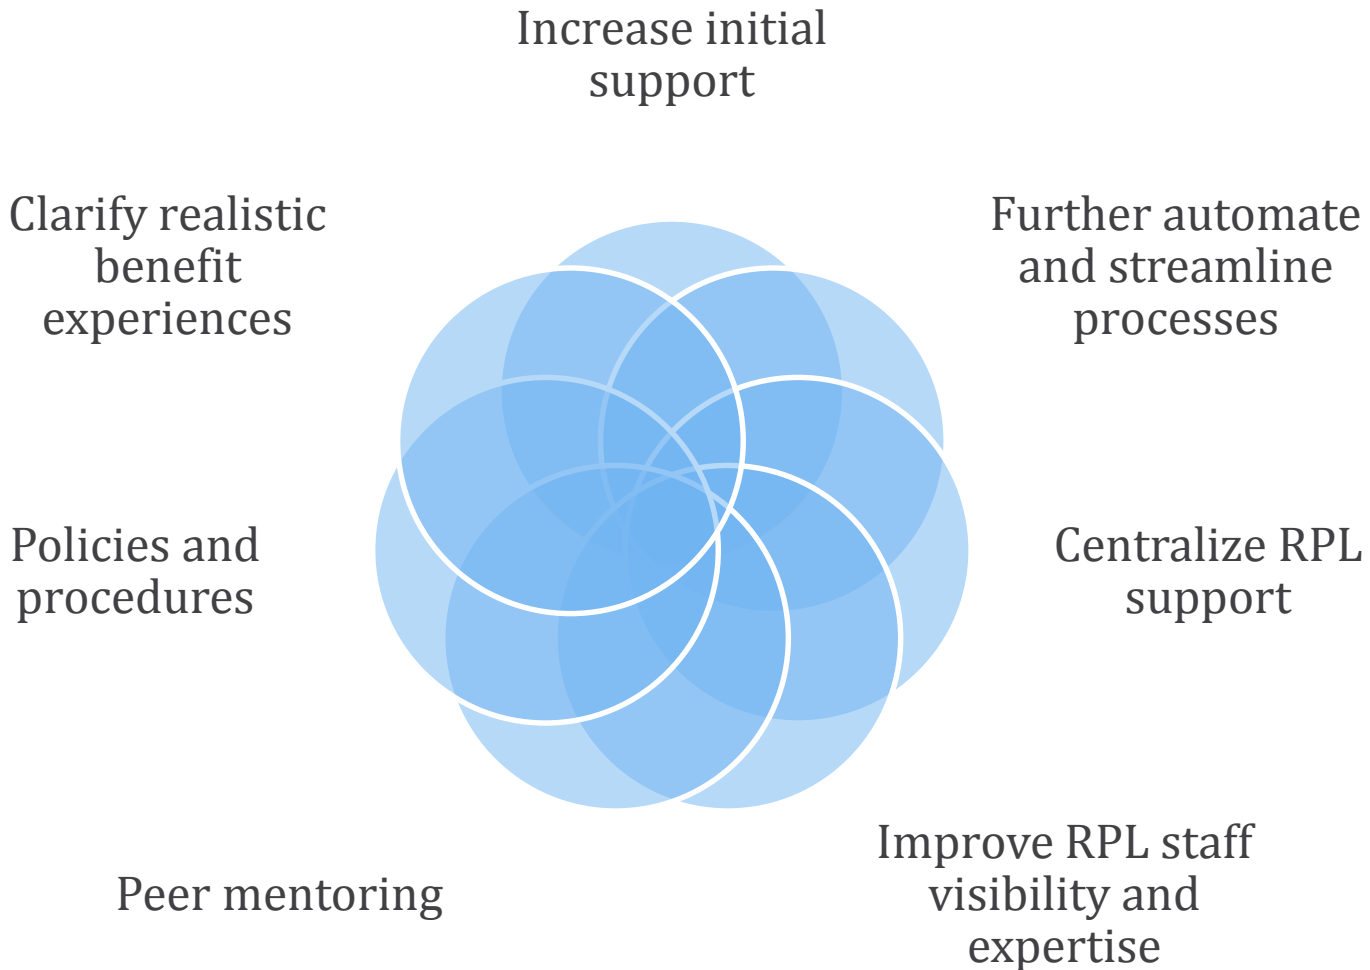 Increase initial
support
Clarify realistic
benefit
experiences
Further automate
and streamline
processes
Policies and
procedures
Centralize RPL
support
Peer mentoring
Improve RPL staff
visibility and
expertise